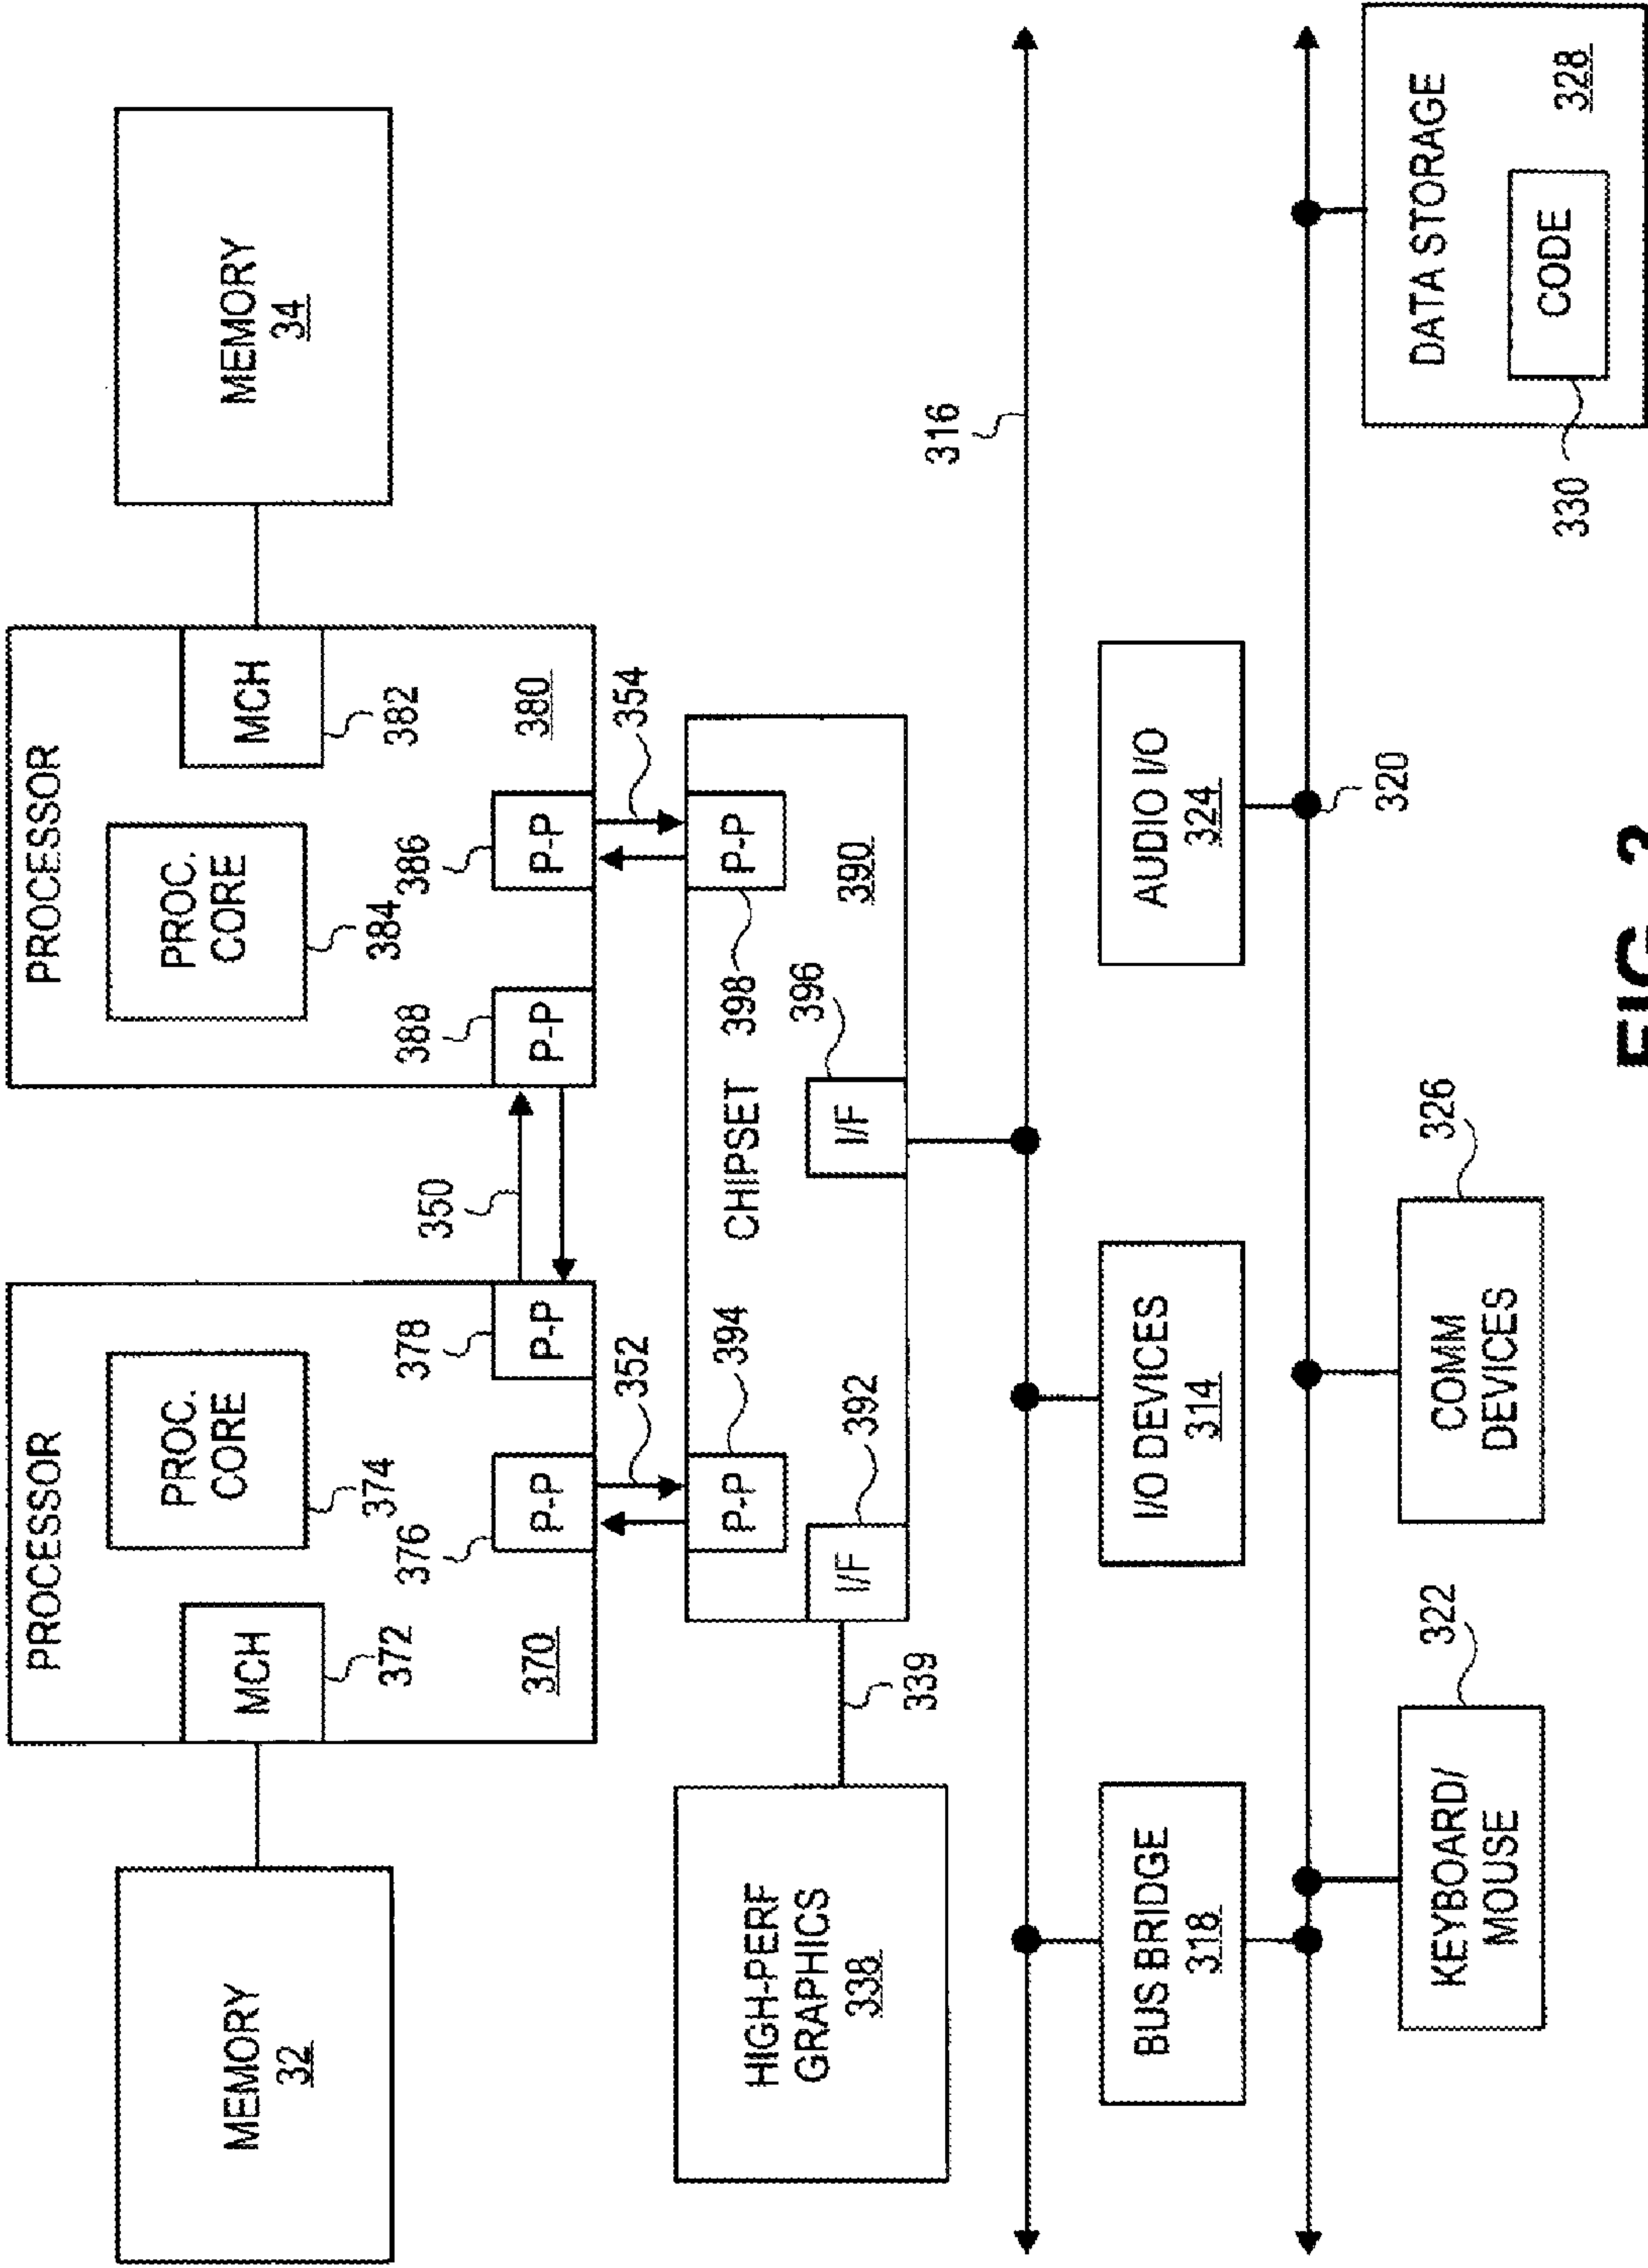 PROCESSOR
PROCESSOR
MEMORY
32
MCH
372
PROC.
CORE
374
376
P-P
378
P-P
370
350
388
P-P
PROC.
CORE
384
386
P-P
MCH
382
380
MEMORY
34
352
354
HIGH-PERF
GRAPHICS
338
339
P-P
394
I/F
392
CHIPSET
398
P-P
I/F
396
390
316
BUS BRIDGE
318
I/O DEVICES
314
AUDIO I/O
324
320
KEYBOARD/
MOUSE
322
COMM
DEVICES
326
DATA STORAGE
CODE
328
330
FIG.